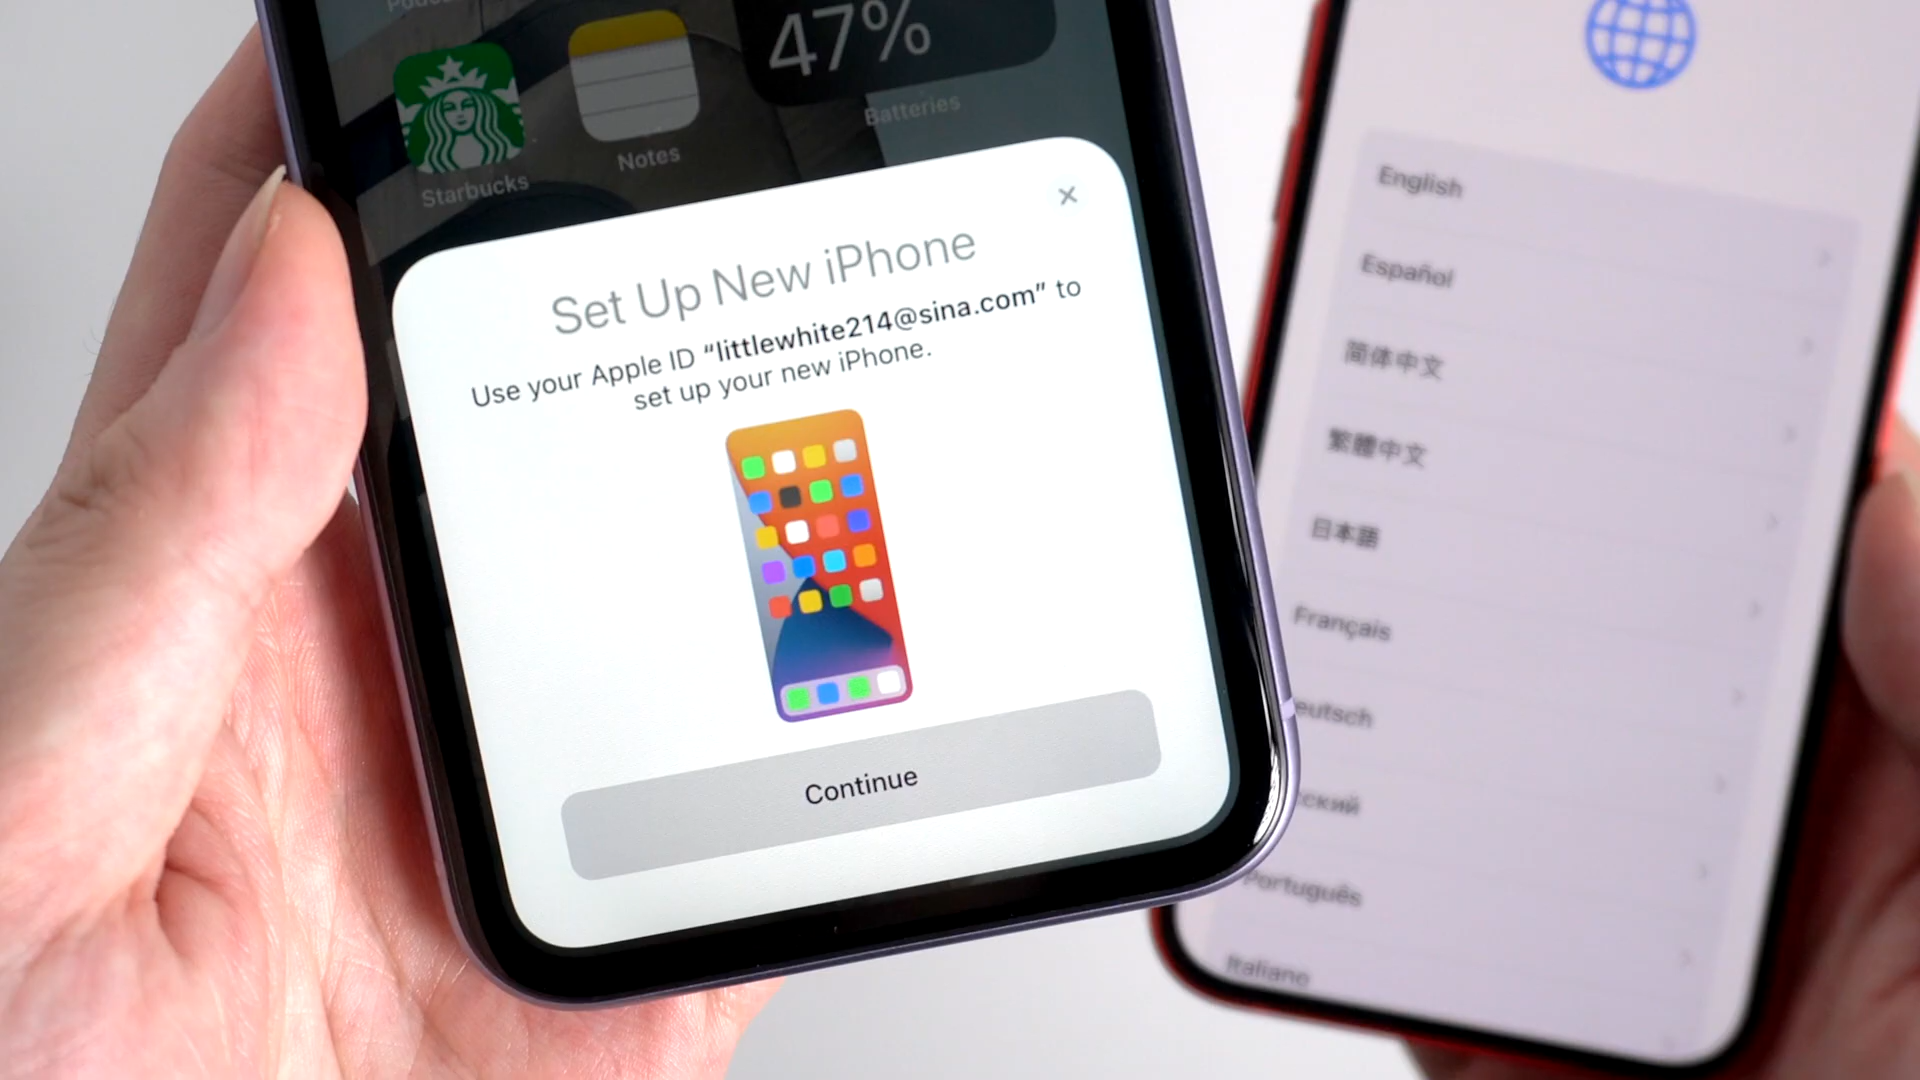 47%
Batteries
Notes
Starbucks
Set Up New iPhone
Use your Apple ID “littlewhite214@sina.com” to
set up your new iPhone.
Continue
English
Español
简体中文
繁體中文
日本語
Français
eutsch
сский
Português
Italiano